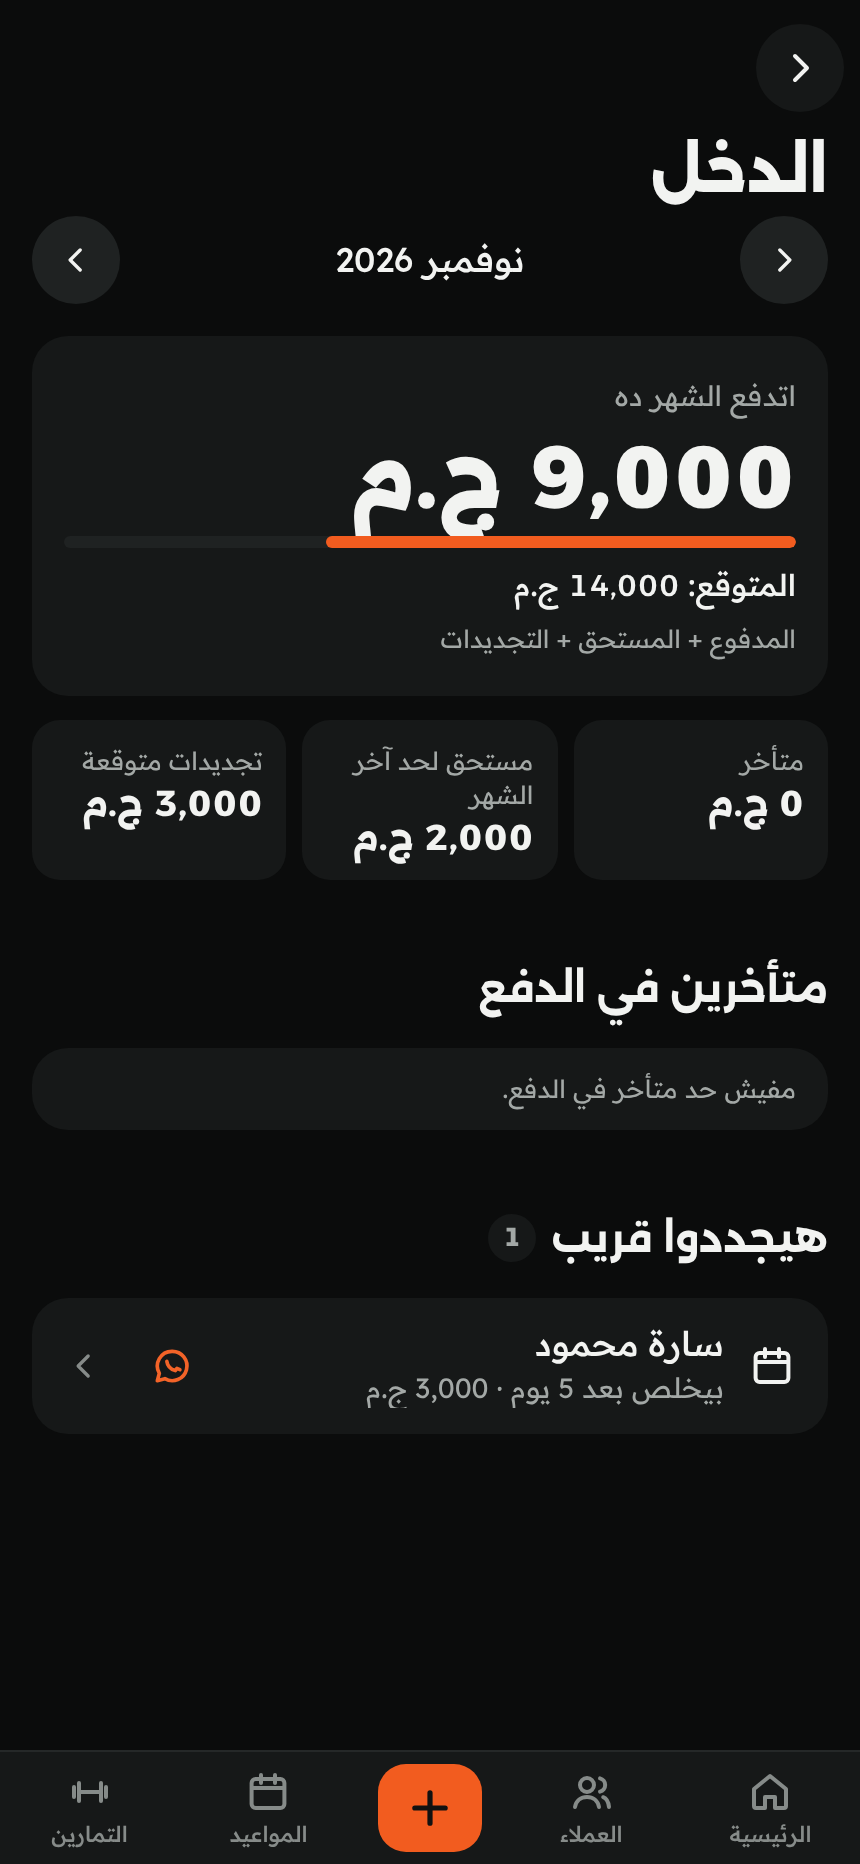 الدخل
نوفمبر 2026
اتدفع الشهر ده
9,000 ج.م
المتوقع: 14,000 ج.م
المدفوع + المستحق + التجديدات
متأخر
0 ج.م
مستحق لحد آخر
الشهر
2,000 ج.م
تجديدات متوقعة
3,000 ج.م
متأخرين في الدفع
مفيش حد متأخر في الدفع.
هيجددوا قريب 1
سارة محمود
بيخلص بعد 5 يوم · 3,000 ج.م
الرئيسية
العملاء
المواعيد
التمارين